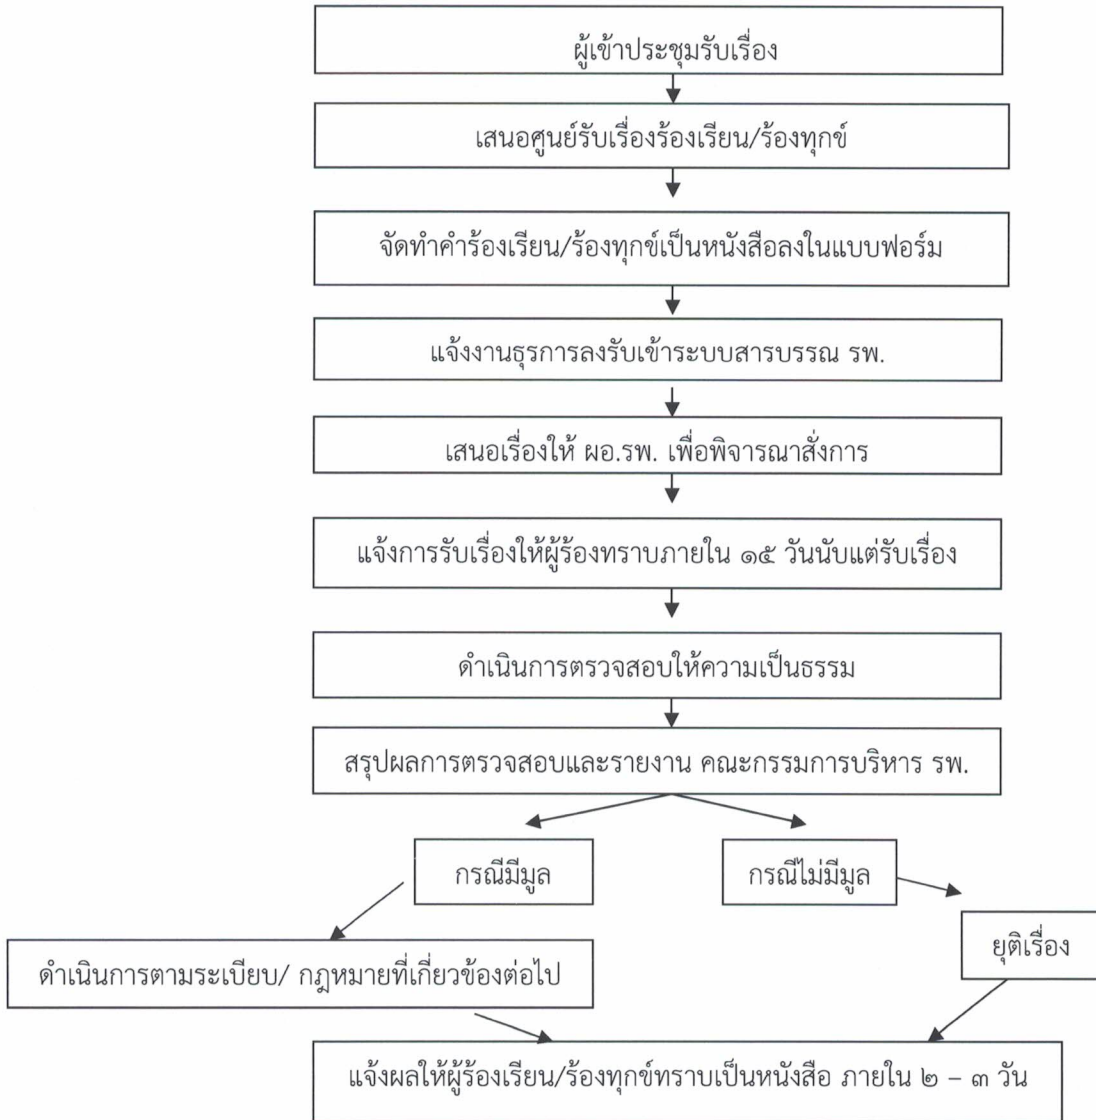 ผู้เข้าประชุมรับเรื่อง
เสนอศูนย์รับเรื่องร้องเรียน/ร้องทุกข์
จัดทำคำร้องเรียน/ร้องทุกข์เป็นหนังสือลงในแบบฟอร์ม
แจ้งงานธุรการลงรับเข้าระบบสารบรรณ รพ.
เสนอเรื่องให้ ผอ.รพ. เพื่อพิจารณาสั่งการ
แจ้งการรับเรื่องให้ผู้ร้องทราบภายใน ๑๕ วันนับแต่รับเรื่อง
ดำเนินการตรวจสอบให้ความเป็นธรรม
สรุปผลการตรวจสอบและรายงาน คณะกรรมการบริหาร รพ.
กรณีมีมูล
กรณีไม่มีมูล
ยุติเรื่อง
ดำเนินการตามระเบียบ/ กฎหมายที่เกี่ยวข้องต่อไป
แจ้งผลให้ผู้ร้องเรียน/ร้องทุกข์ทราบเป็นหนังสือ ภายใน ๒ – ๓ วัน